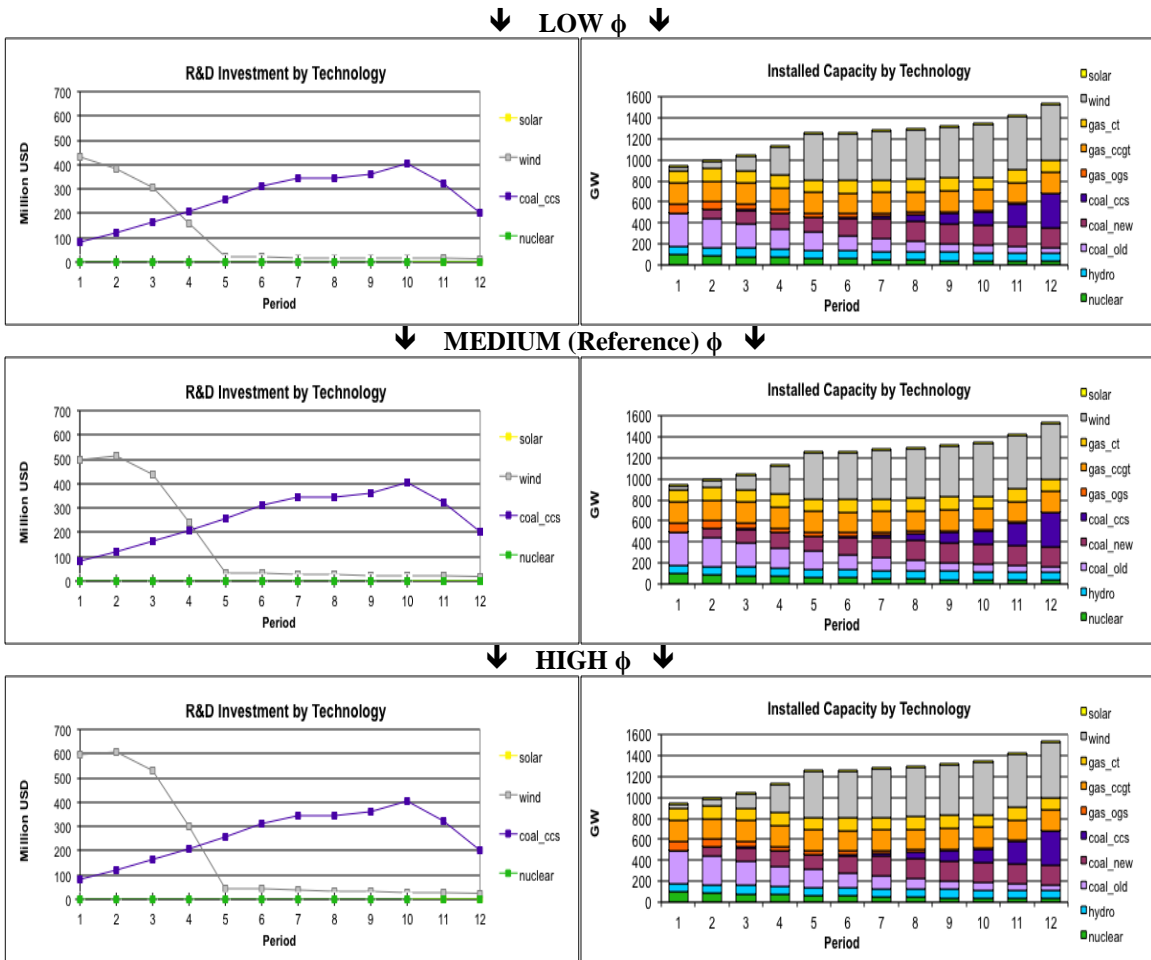 🡻 LOW ϕ 🡻
R&D Investment by Technology
Million USD
700
600
500
400
300
200
100
0
1 2 3 4 5 6 7 8 9 10 11 12
Period
solar
wind
coal_ccs
nuclear
Installed Capacity by Technology
GW
1600
1400
1200
1000
800
600
400
200
0
1 2 3 4 5 6 7 8 9 10 11 12
Period
solar
wind
gas_ct
gas_ccgt
gas_ogs
coal_ccs
coal_new
coal_old
hydro
nuclear
🡻 MEDIUM (Reference) ϕ 🡻
R&D Investment by Technology
Million USD
700
600
500
400
300
200
100
0
1 2 3 4 5 6 7 8 9 10 11 12
Period
solar
wind
coal_ccs
nuclear
Installed Capacity by Technology
GW
1600
1400
1200
1000
800
600
400
200
0
1 2 3 4 5 6 7 8 9 10 11 12
Period
solar
wind
gas_ct
gas_ccgt
gas_ogs
coal_ccs
coal_new
coal_old
hydro
nuclear
🡻 HIGH ϕ 🡻
R&D Investment by Technology
Million USD
700
600
500
400
300
200
100
0
1 2 3 4 5 6 7 8 9 10 11 12
Period
solar
wind
coal_ccs
nuclear
Installed Capacity by Technology
GW
1600
1400
1200
1000
800
600
400
200
0
1 2 3 4 5 6 7 8 9 10 11 12
Period
solar
wind
gas_ct
gas_ccgt
gas_ogs
coal_ccs
coal_new
coal_old
hydro
nuclear